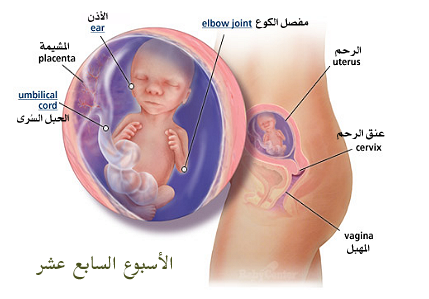 الأذن
ear
elbow joint مفصل الكوع
المشيمة
placenta
الرحم
uterus
umbilical
cord
الحبل السرى
عنق الرحم
cervix
vagina
المهبل
الأسبوع السابع عشر